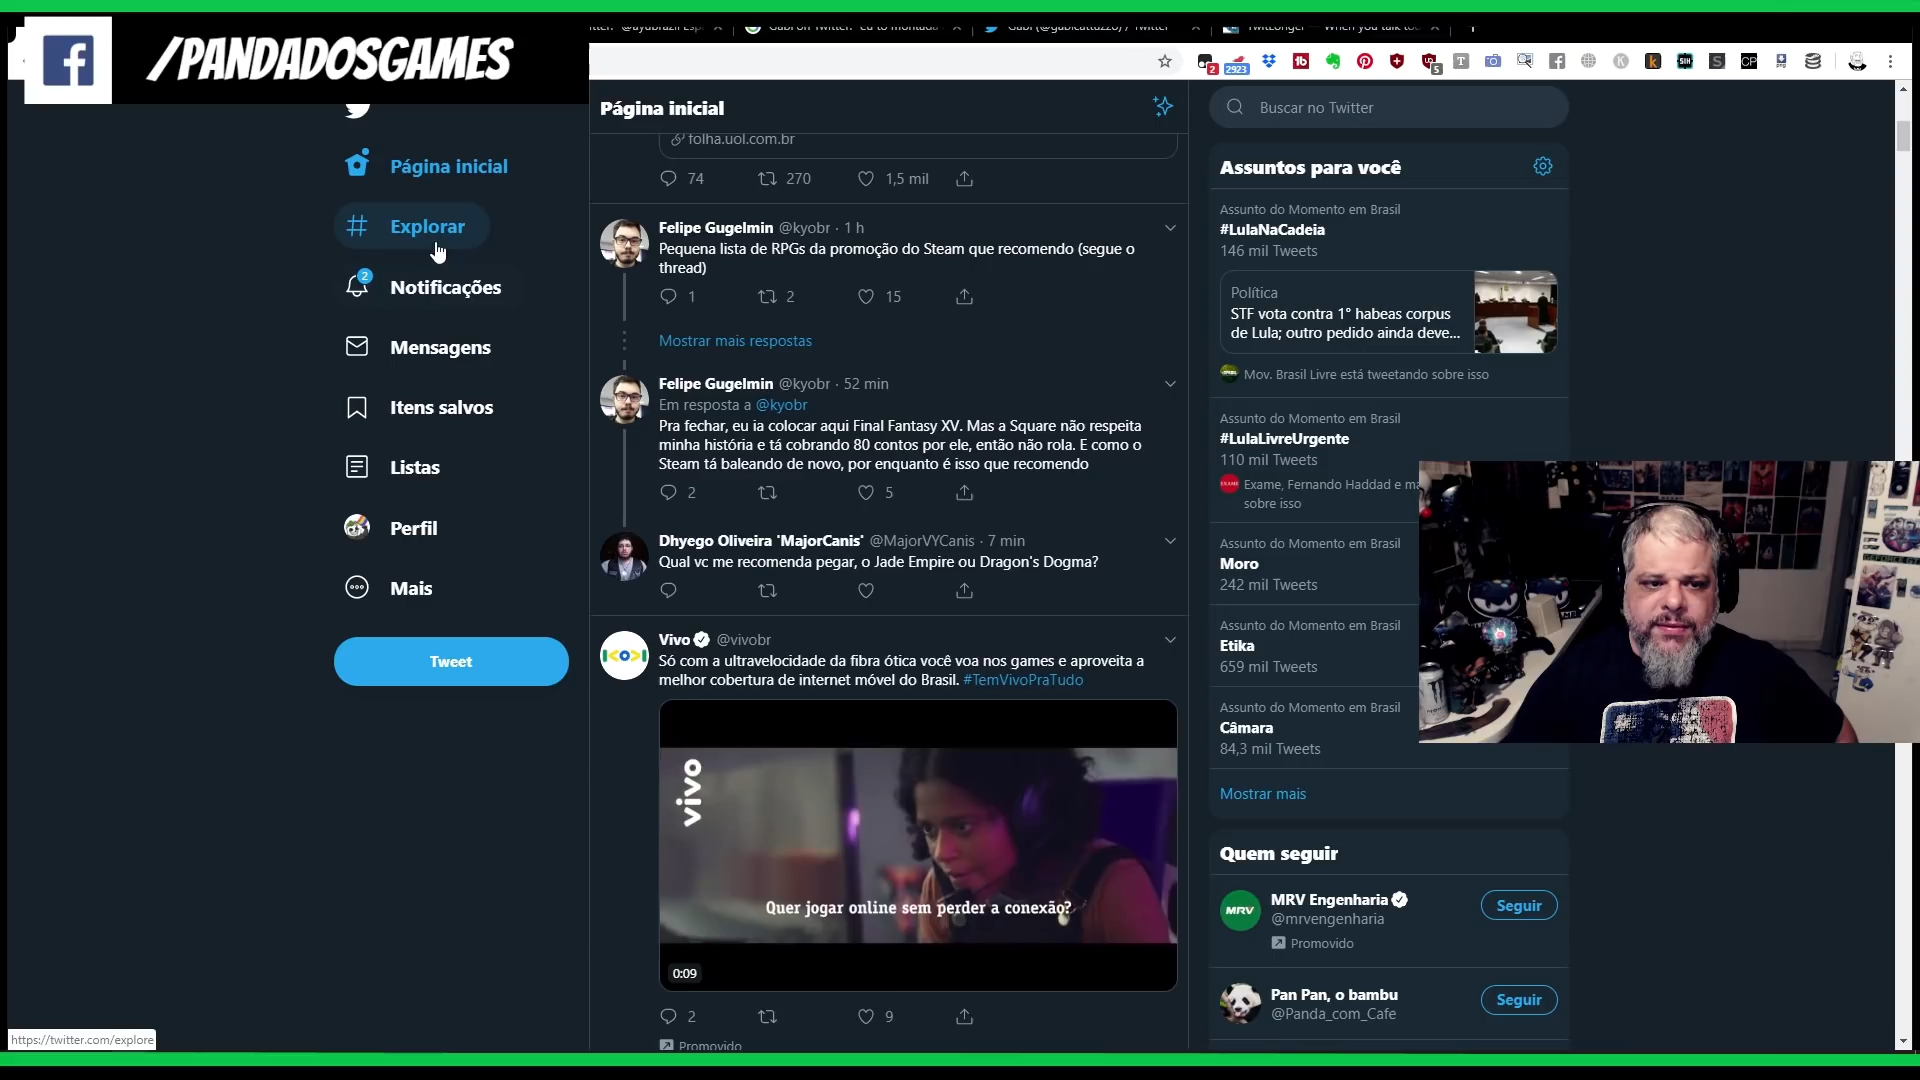 /PANDADOSGAMES
2
2923
5
Página inicial
Explorar
2
Notificações
Mensagens
Itens salvos
Listas
Perfil
Mais
Tweet
https://twitter.com/explore
Página inicial
folha.uol.com.br
74 270 1,5 mil
Felipe Gugelmin @kyobr · 1 h
Pequena lista de RPGs da promoção do Steam que recomendo (segue o
thread)
1 2 15
Mostrar mais respostas
Felipe Gugelmin @kyobr · 52 min
Em resposta a @kyobr
Pra fechar, eu ia colocar aqui Final Fantasy XV. Mas a Square não respeita
minha história e tá cobrando 80 contos por ele, então não rola. E como o
Steam tá baleando de novo, por enquanto é isso que recomendo
2 5
Dhyego Oliveira 'MajorCanis' @MajorVYCanis · 7 min
Qual vc me recomenda pegar, o Jade Empire ou Dragon's Dogma?
Vivo @vivobr
Só com a ultravelocidade da fibra ótica você voa nos games e aproveita a
melhor cobertura de internet móvel do Brasil. #TemVivoPraTudo
vivo
Quer jogar online sem perder a conexão?
0:09
2 9
Promovido
Buscar no Twitter
Assuntos para você
Assunto do Momento em Brasil
#LulaNaCadeia
146 mil Tweets
Política
STF vota contra 1° habeas corpus
de Lula; outro pedido ainda deve...
Mov. Brasil Livre está tweetando sobre isso
Assunto do Momento em Brasil
#LulaLivreUrgente
110 mil Tweets
Exame, Fernando Haddad e ma
sobre isso
Assunto do Momento em Brasil
Moro
242 mil Tweets
Assunto do Momento em Brasil
Etika
659 mil Tweets
Assunto do Momento em Brasil
Câmara
84,3 mil Tweets
Mostrar mais
Quem seguir
MRV
MRV Engenharia
@mrvengenharia
Promovido
Seguir
Pan Pan, o bambu
@Panda_com_Cafe
Seguir